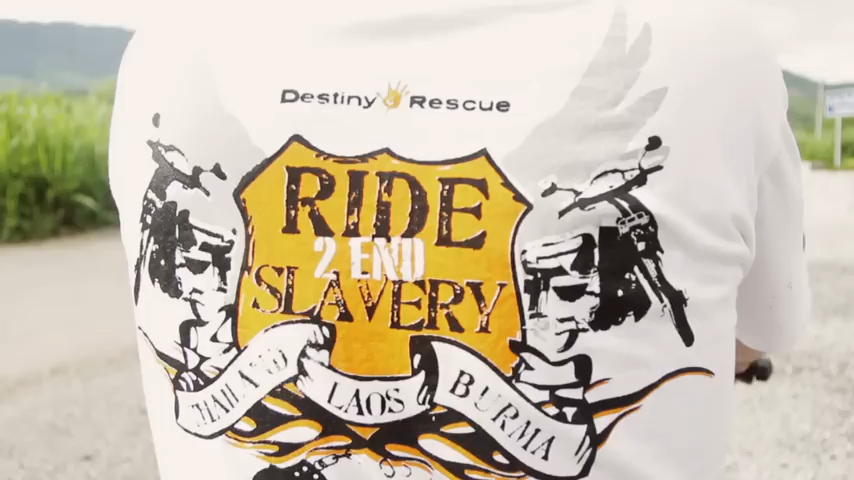 Destiny Rescue
RIDE
2 END
SLAVERY
THAILAND
LAOS
BURMA